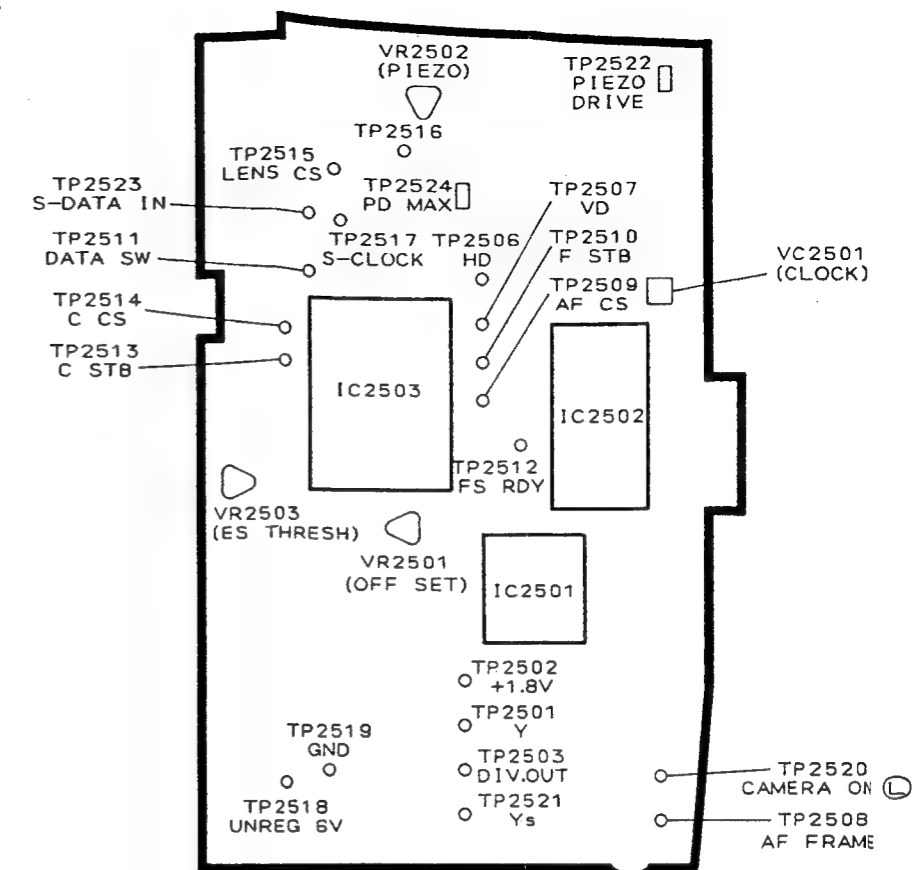 VR2502
(PIEZO)
TP2522
PIEZO
DRIVE
TP2516
TP2515
LENS CS
TP2523
S-DATA IN
TP2524
PD MAX
TP2507
VD
TP2511
DATA SW
TP2517
S-CLOCK
TP2506
HD
TP2510
F STB
VC2501
(CLOCK)
TP2509
AF CS
TP2514
C CS
TP2513
C STB
IC2503
IC2502
TP2512
FS RDY
VR2503
(ES THRESH)
VR2501
(OFF SET)
IC2501
TP2502
+1.8V
TP2501
Y
TP2519
GND
TP2503
DIV.OUT
TP2520
CAMERA ON L
TP2518
UNREG 6V
TP2521
Ys
TP2508
AF FRAME